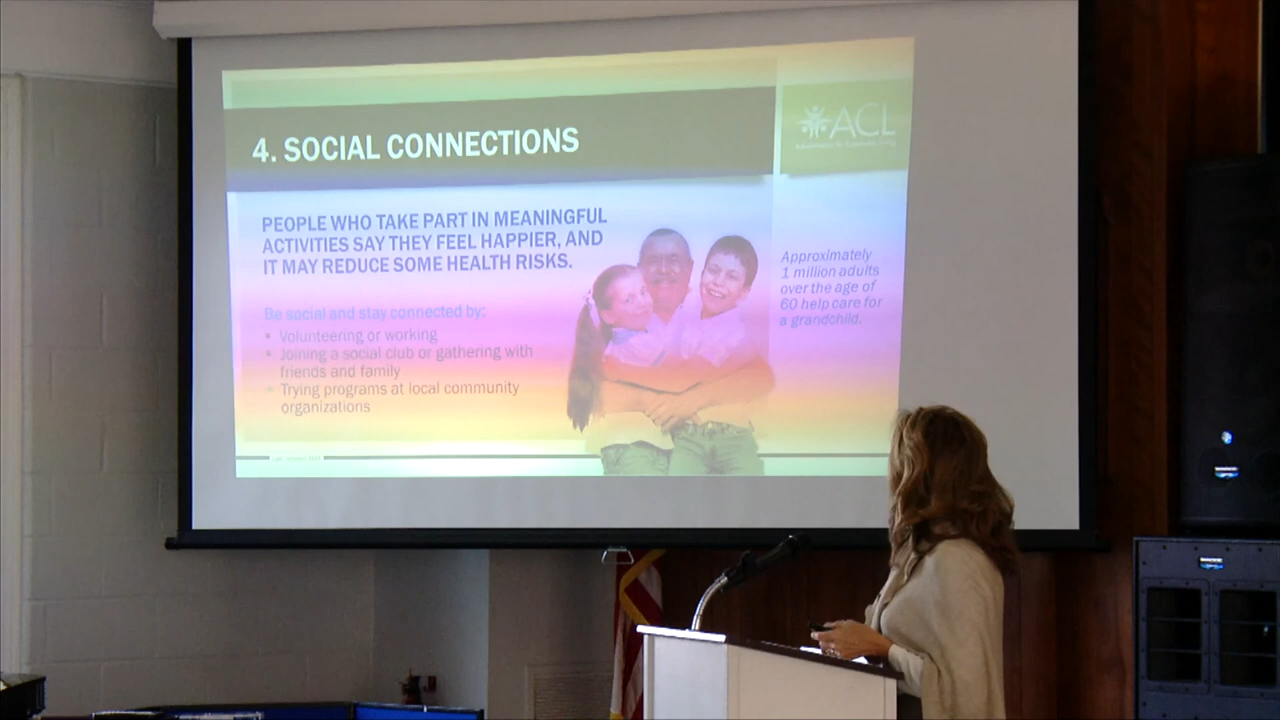 4. SOCIAL CONNECTIONS
ACL
PEOPLE WHO TAKE PART IN MEANINGFUL
ACTIVITIES SAY THEY FEEL HAPPIER, AND
IT MAY REDUCE SOME HEALTH RISKS.
Be social and stay connected by:
• Volunteering or working
• Joining a social club or gathering with
friends and family
• Trying programs at local community
organizations
Approximately
1 million adults
over the age of
60 help care for
a grandchild.